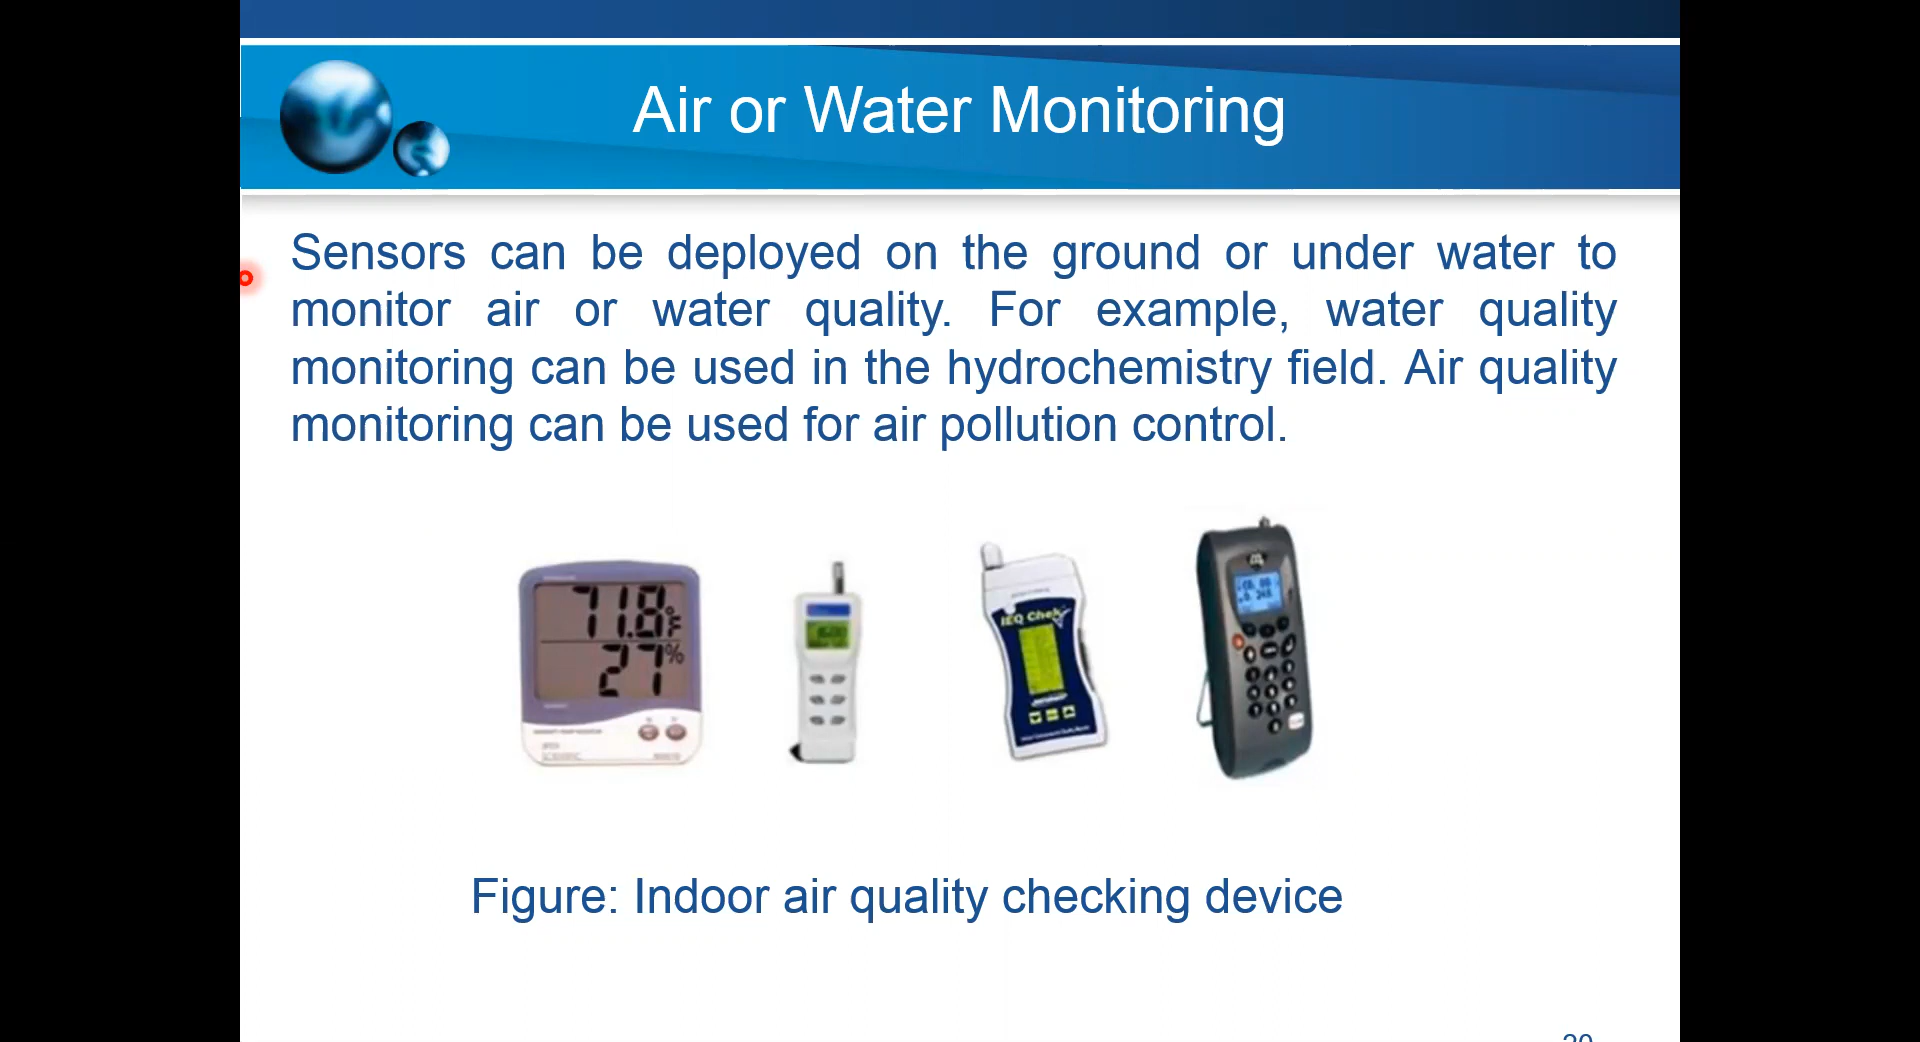 Air or Water Monitoring
Sensors can be deployed on the ground or under water to
monitor air or water quality. For example, water quality
monitoring can be used in the hydrochemistry field. Air quality
monitoring can be used for air pollution control.
71.8 °F
27 %
IEQ Chek
Figure: Indoor air quality checking device